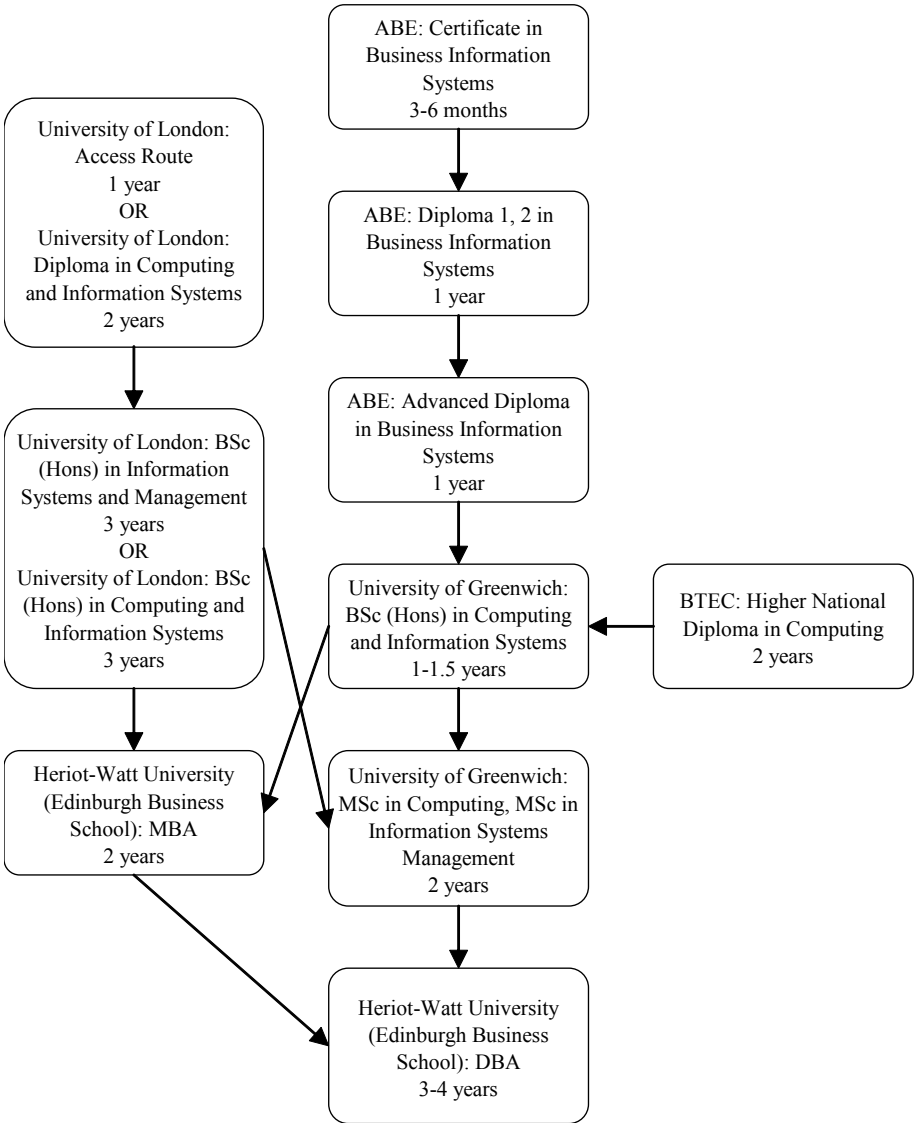 ABE: Certificate in
Business Information
Systems
3-6 months
University of London:
Access Route
1 year
OR
University of London:
Diploma in Computing
and Information Systems
2 years
ABE: Diploma 1, 2 in
Business Information
Systems
1 year
ABE: Advanced Diploma
in Business Information
Systems
1 year
University of London: BSc
(Hons) in Information
Systems and Management
3 years
OR
University of London: BSc
(Hons) in Computing and
Information Systems
3 years
University of Greenwich:
BSc (Hons) in Computing
and Information Systems
1-1.5 years
BTEC: Higher National
Diploma in Computing
2 years
Heriot-Watt University
(Edinburgh Business
School): MBA
2 years
University of Greenwich:
MSc in Computing, MSc in
Information Systems
Management
2 years
Heriot-Watt University
(Edinburgh Business
School): DBA
3-4 years